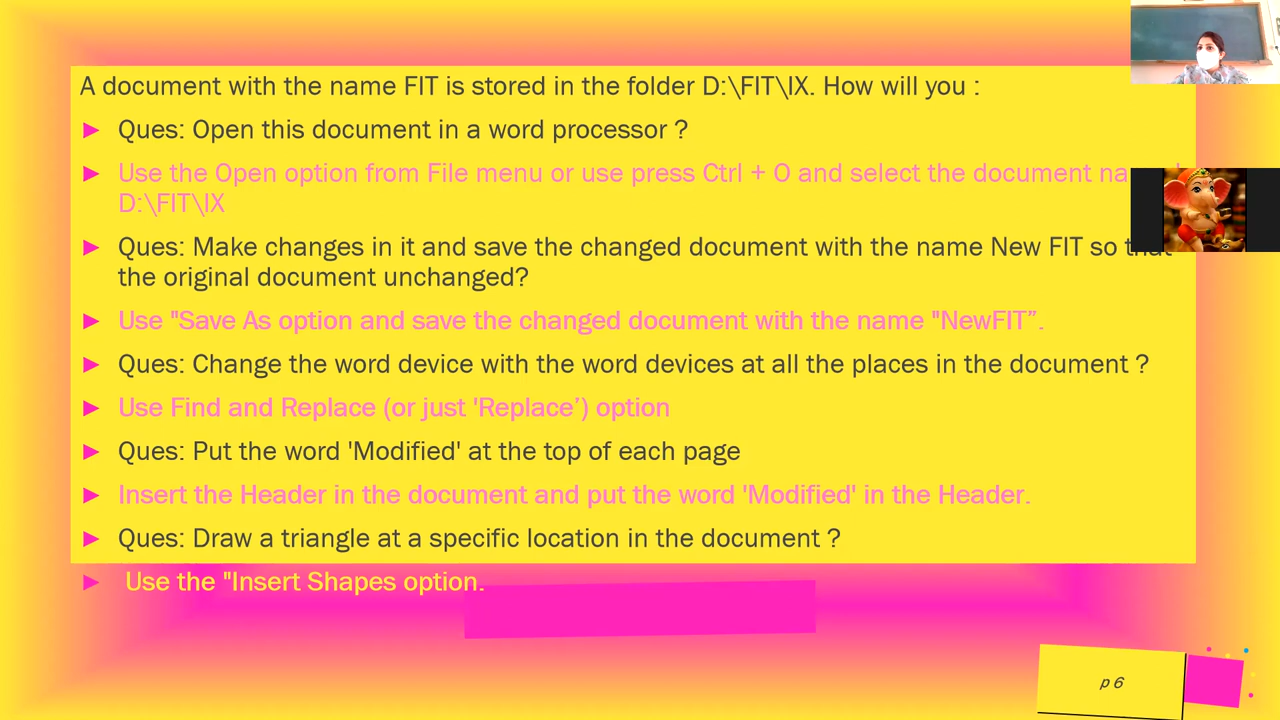 A document with the name FIT is stored in the folder D:\FIT\IX. How will you :
► Ques: Open this document in a word processor ?
► Use the Open option from File menu or use press Ctrl + O and select the document
D:\FIT\IX
► Ques: Make changes in it and save the changed document with the name New FIT so that
the original document unchanged?
► Use "Save As option and save the changed document with the name "NewFIT”.
► Ques: Change the word device with the word devices at all the places in the document ?
► Use Find and Replace (or just 'Replace’) option
► Ques: Put the word 'Modified' at the top of each page
► Insert the Header in the document and put the word 'Modified' in the Header.
► Ques: Draw a triangle at a specific location in the document ?
► Use the "Insert Shapes option.
p 6